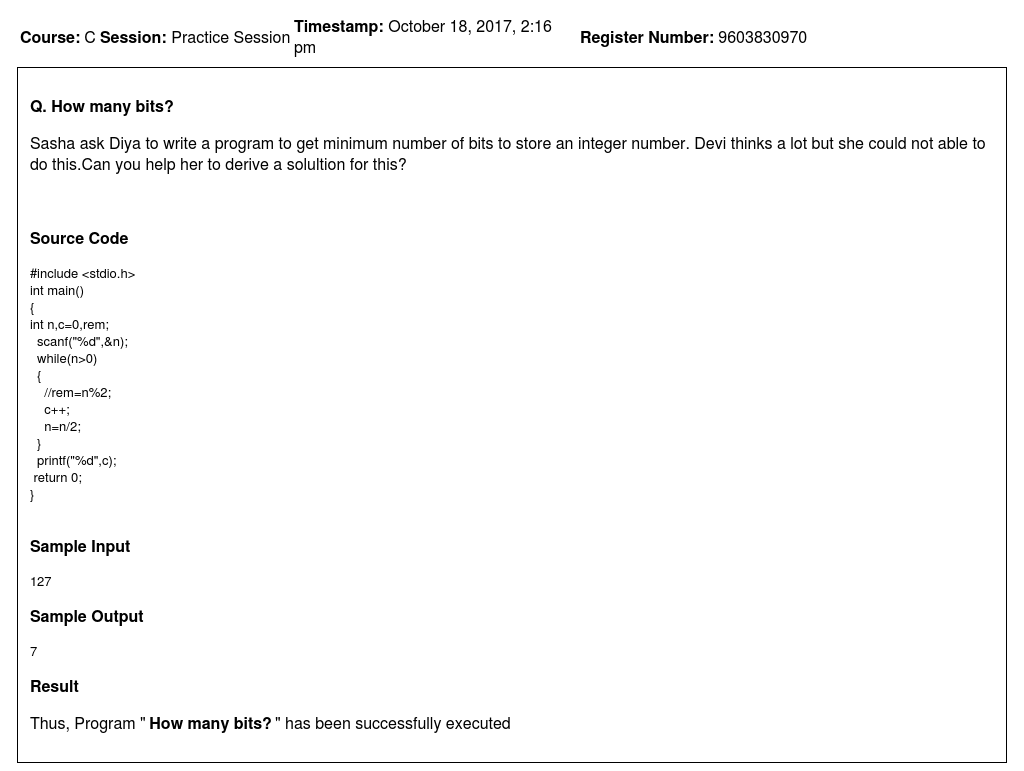 Course: C Session: Practice Session Timestamp: October 18, 2017, 2:16 pm Register Number: 9603830970
Q. How many bits?
Sasha ask Diya to write a program to get minimum number of bits to store an integer number. Devi thinks a lot but she could not able to
do this.Can you help her to derive a solultion for this?
Source Code
#include <stdio.h>
int main()
{
int n,c=0,rem;
scanf("%d",&n);
while(n>0)
{
//rem=n%2;
c++;
n=n/2;
}
printf("%d",c);
return 0;
}
Sample Input
127
Sample Output
7
Result
Thus, Program " How many bits? " has been successfully executed